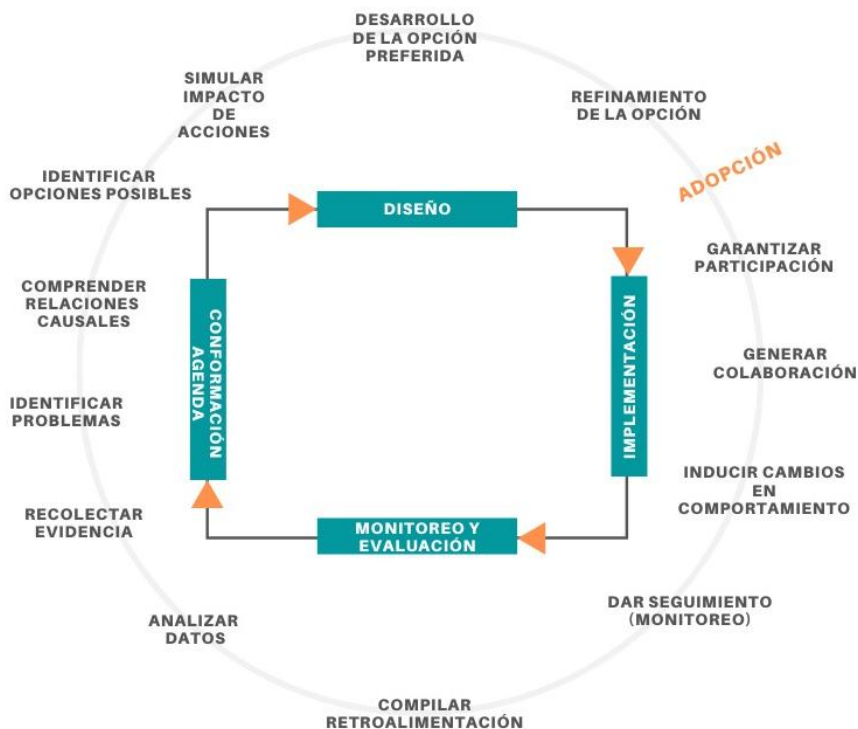 DESARROLLO
DE LA OPCIÓN
PREFERIDA
SIMULAR
IMPACTO
DE
ACCIONES
REFINAMIENTO
DE LA OPCIÓN
ADOPCIÓN
IDENTIFICAR
OPCIONES POSIBLES
DISEÑO
GARANTIZAR
PARTICIPACIÓN
COMPRENDER
RELACIONES
CAUSALES
CONFORMACIÓN
AGENDA
IMPLEMENTACIÓN
GENERAR
COLABORACIÓN
IDENTIFICAR
PROBLEMAS
INDUCIR CAMBIOS
EN
COMPORTAMIENTO
RECOLECTAR
EVIDENCIA
MONITOREO Y
EVALUACIÓN
DAR SEGUIMIENTO
(MONITOREO)
ANALIZAR
DATOS
COMPILAR
RETROALIMENTACIÓN